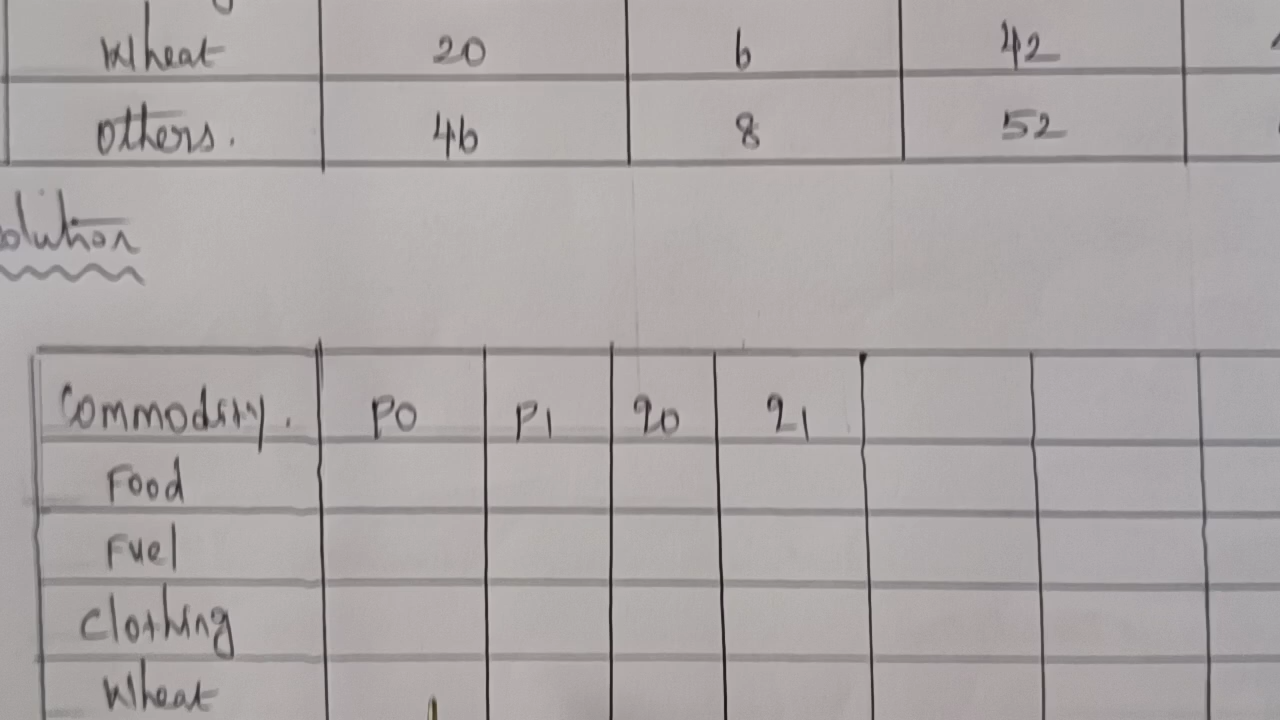 Wheat 20 6 42
Others. 46 8 52
olution
Commodity. P0 P1 q0 q1
Food
Fuel
Clothing
Wheat